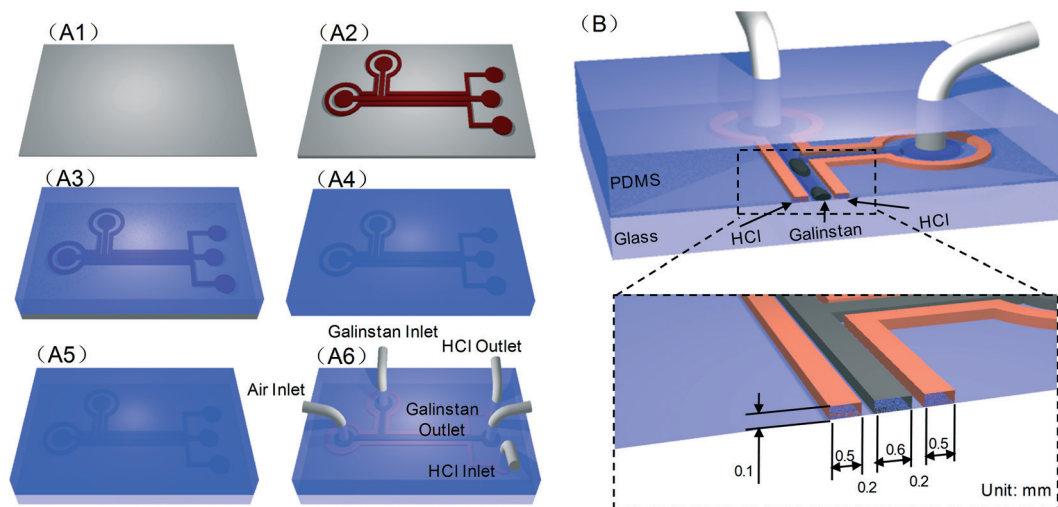 (A1)
(A2)
(A3)
(A4)
(A5)
(A6)
Galinstan Inlet
HCl Outlet
Air Inlet
Galinstan
Outlet
HCl Inlet
(B)
PDMS
Glass
HCl
Galinstan
HCl
0.1
0.5
0.2
0.6
0.2
0.5
Unit: mm